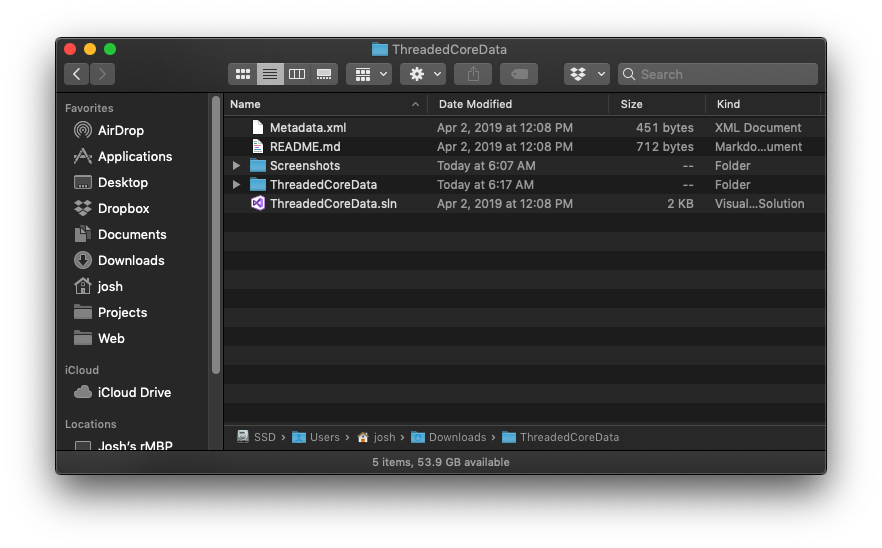 ThreadedCoreData
Search
Favorites
AirDrop
Applications
Desktop
Dropbox
Documents
Downloads
josh
Projects
Web
iCloud
iCloud Drive
Locations
Josh's rMBP
Name Date Modified Size Kind
Metadata.xml Apr 2, 2019 at 12:08 PM 451 bytes XML Document
README.md Apr 2, 2019 at 12:08 PM 712 bytes Markdo...ument
Screenshots Today at 6:07 AM -- Folder
ThreadedCoreData Today at 6:17 AM -- Folder
ThreadedCoreData.sln Apr 2, 2019 at 12:08 PM 2 KB Visual...Solution
SSD › Users › josh › Downloads › ThreadedCoreData
5 items, 53.9 GB available